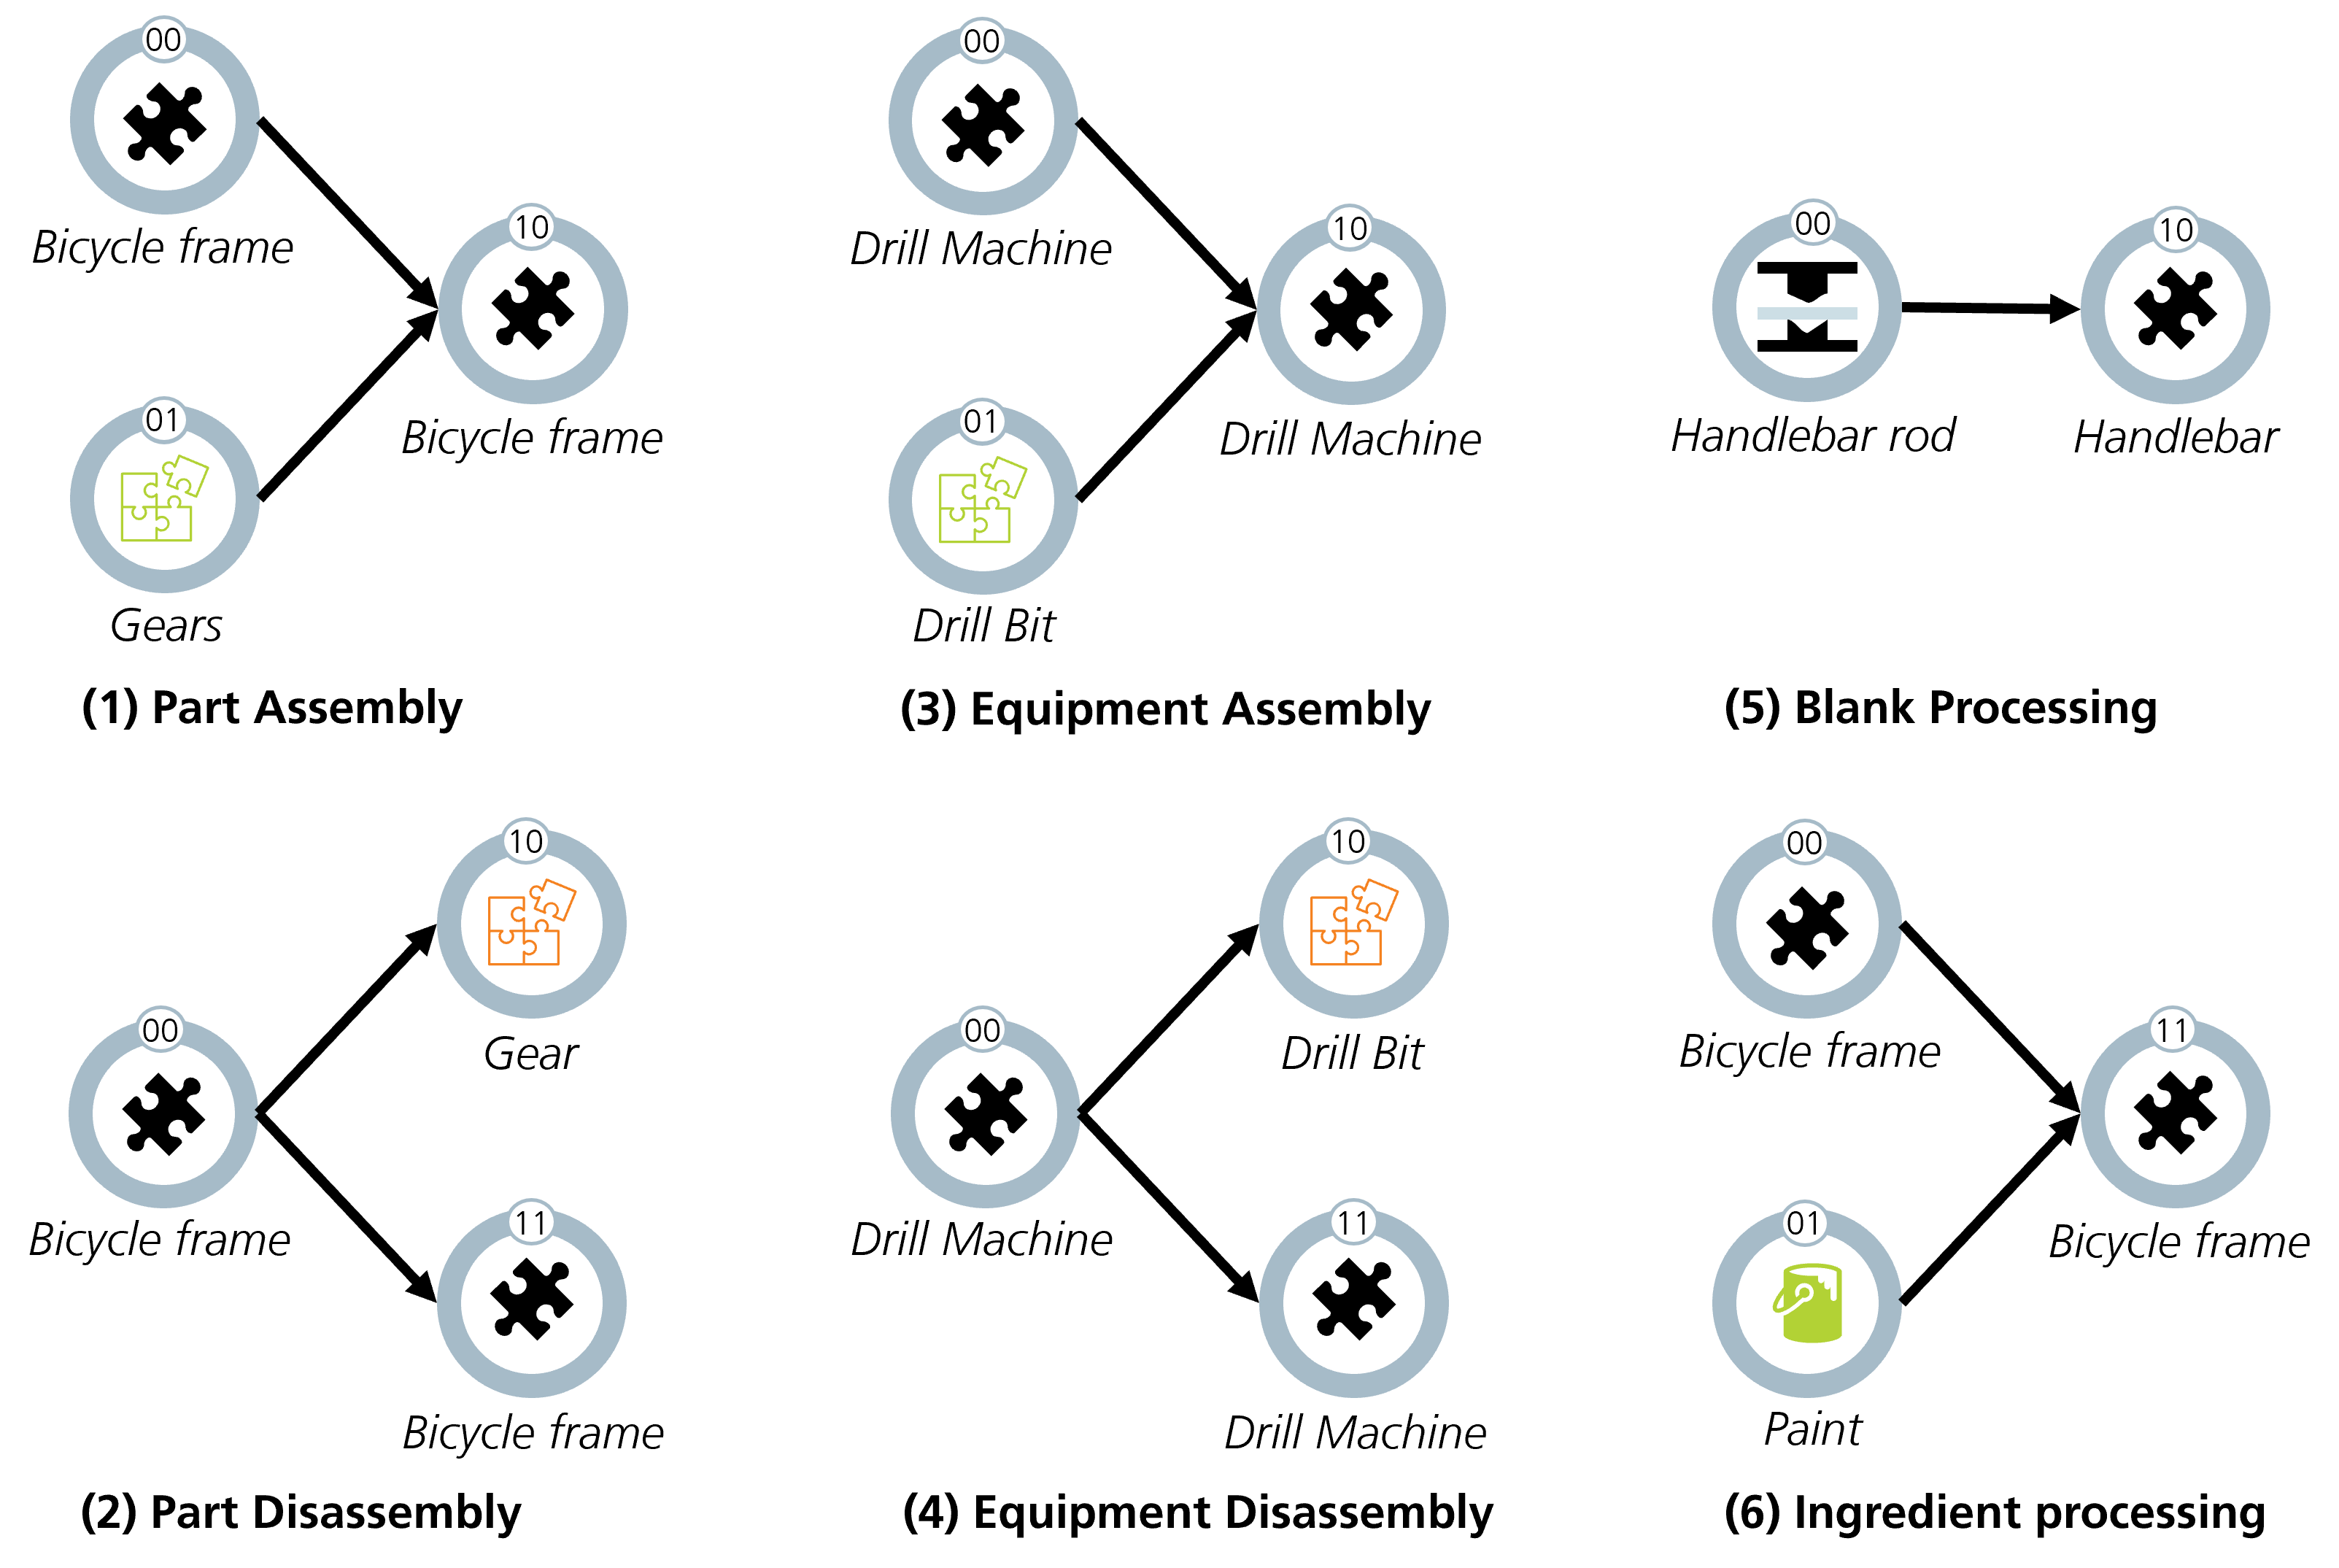 00
Bicycle frame
01
Gears
10
Bicycle frame
(1) Part Assembly
00
Drill Machine
01
Drill Bit
10
Drill Machine
(3) Equipment Assembly
00
Handlebar rod
10
Handlebar
(5) Blank Processing
00
Bicycle frame
10
Gear
11
Bicycle frame
(2) Part Disassembly
00
Drill Machine
10
Drill Bit
11
Drill Machine
(4) Equipment Disassembly
00
Bicycle frame
01
Paint
11
Bicycle frame
(6) Ingredient processing